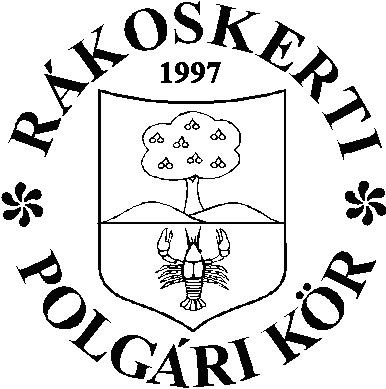 RÁKOSKERTI
1997
POLGÁRI KÖR